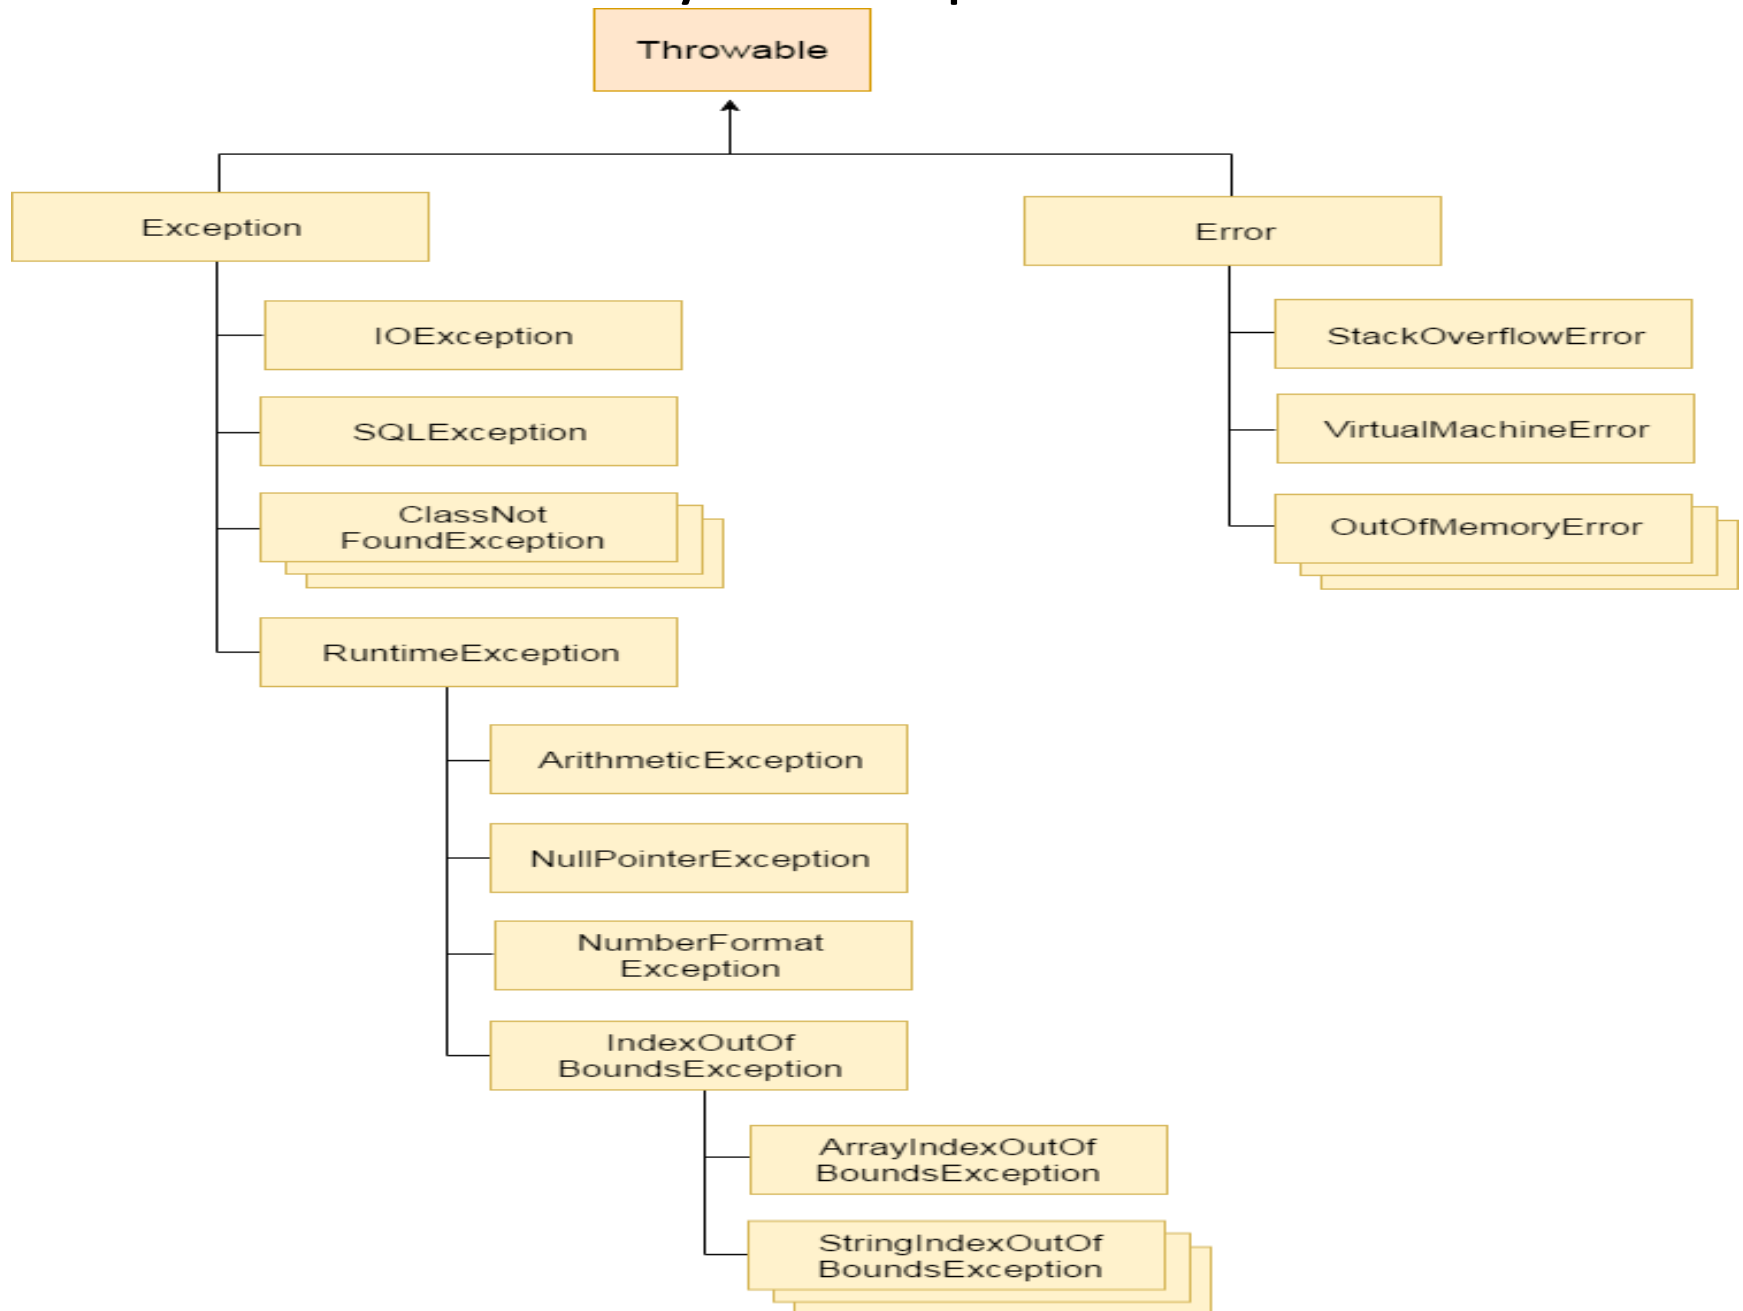 Throwable
Exception
Error
IOException
StackOverflowError
SQLException
VirtualMachineError
ClassNot
FoundException
OutOfMemoryError
RuntimeException
ArithmeticException
NullPointerException
NumberFormat
Exception
IndexOutOf
BoundsException
ArrayIndexOutOf
BoundsException
StringIndexOutOf
BoundsException